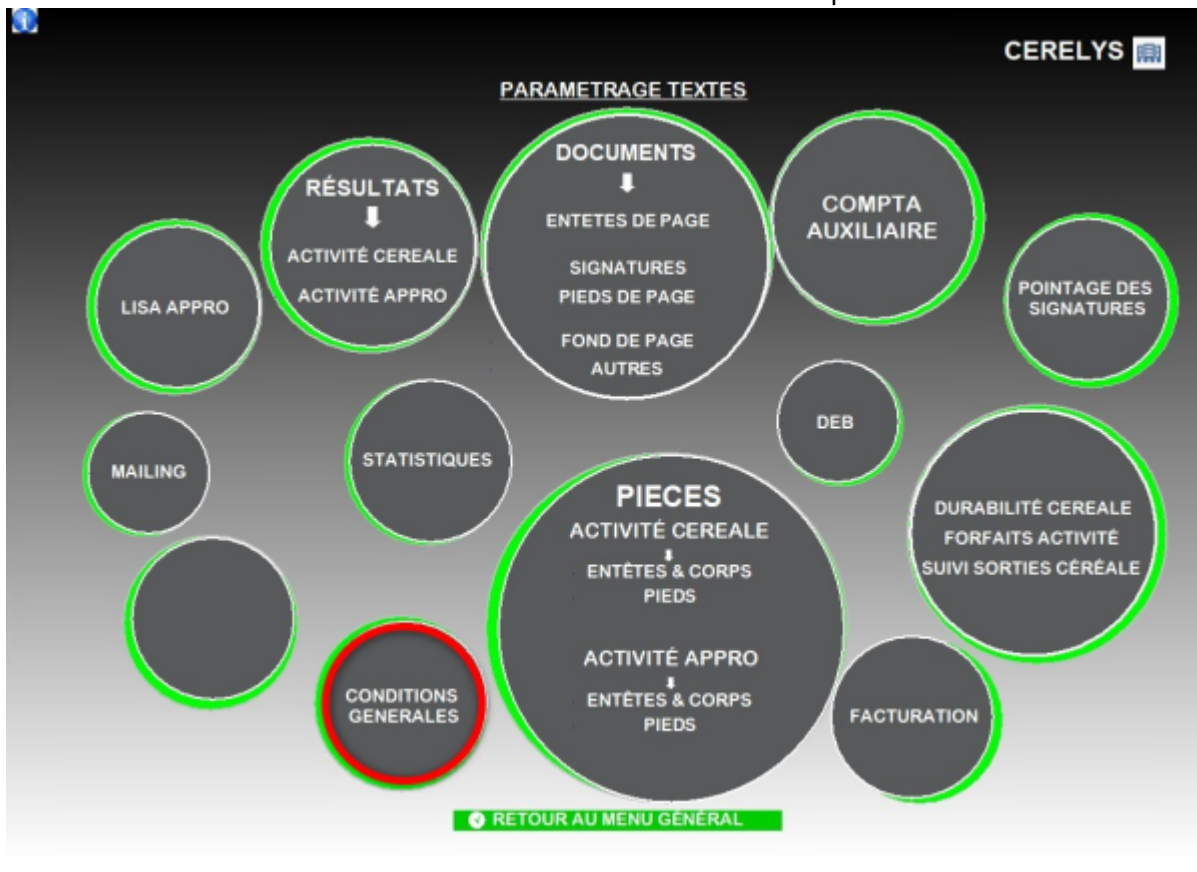 CERELYS
PARAMETRAGE TEXTES
DOCUMENTS
ENTETES DE PAGE
SIGNATURES
PIEDS DE PAGE
FOND DE PAGE
AUTRES
RÉSULTATS
ACTIVITÉ CEREALE
ACTIVITÉ APPRO
COMPTA
AUXILIAIRE
LISA APPRO
POINTAGE DES
SIGNATURES
MAILING
STATISTIQUES
DEB
PIECES
ACTIVITÉ CEREALE
ENTÊTES & CORPS
PIEDS
ACTIVITÉ APPRO
ENTÊTES & CORPS
PIEDS
DURABILITÉ CEREALE
FORFAITS ACTIVITÉ
SUIVI SORTIES CÉRÉALE
CONDITIONS
GENERALES
FACTURATION
RETOUR AU MENU GÉNÉRAL